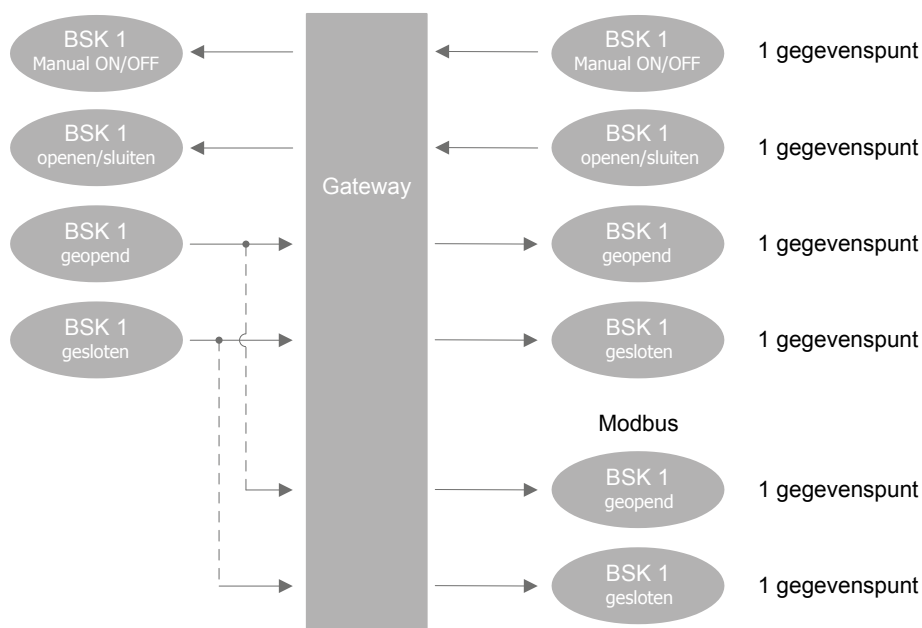 BSK 1
Manual ON/OFF
BSK 1
Manual ON/OFF
1 gegevenspunt
BSK 1
openen/sluiten
BSK 1
openen/sluiten
1 gegevenspunt
Gateway
BSK 1
geopend
BSK 1
geopend
1 gegevenspunt
BSK 1
gesloten
BSK 1
gesloten
1 gegevenspunt
Modbus
BSK 1
geopend
1 gegevenspunt
BSK 1
gesloten
1 gegevenspunt